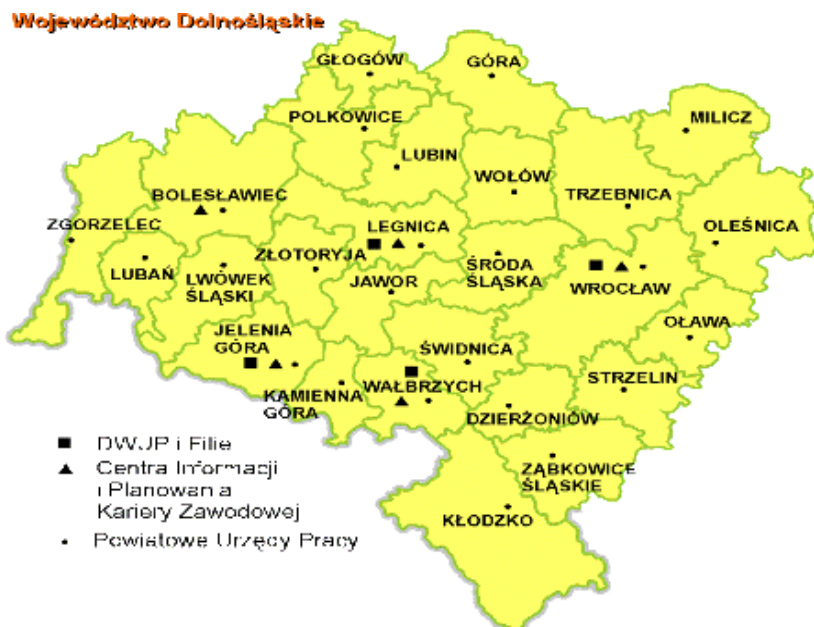 Województwo Dolnośląskie
GŁOGÓW
GÓRA
POLKOWICE
MILICZ
LUBIN
WOŁÓW
BOLESŁAWIEC
TRZEBNICA
ZGORZELEC
LEGNICA
OLEŚNICA
ZŁOTORYJA
LUBAŃ
LWÓWEK
ŚLĄSKI
ŚRODA
ŚLĄSKA
JAWOR
WROCŁAW
JELENIA
GÓRA
OŁAWA
ŚWIDNICA
STRZELIN
KAMIENNA
GÓRA
WAŁBRZYCH
DZIERŻONIÓW
ZĄBKOWICE
ŚLĄSKIE
KŁODZKO
DWUP i Filie
Centra Informacji
i Planowania
Kariery Zawodowej
Powiatowe Urzędy Pracy